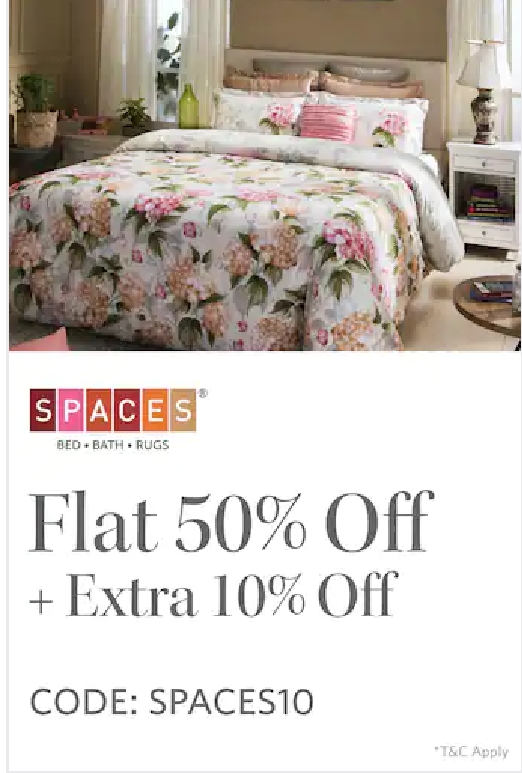 SPACES®
BED • BATH • RUGS
Flat 50% Off
+ Extra 10% Off
CODE: SPACES10
*T&C Apply